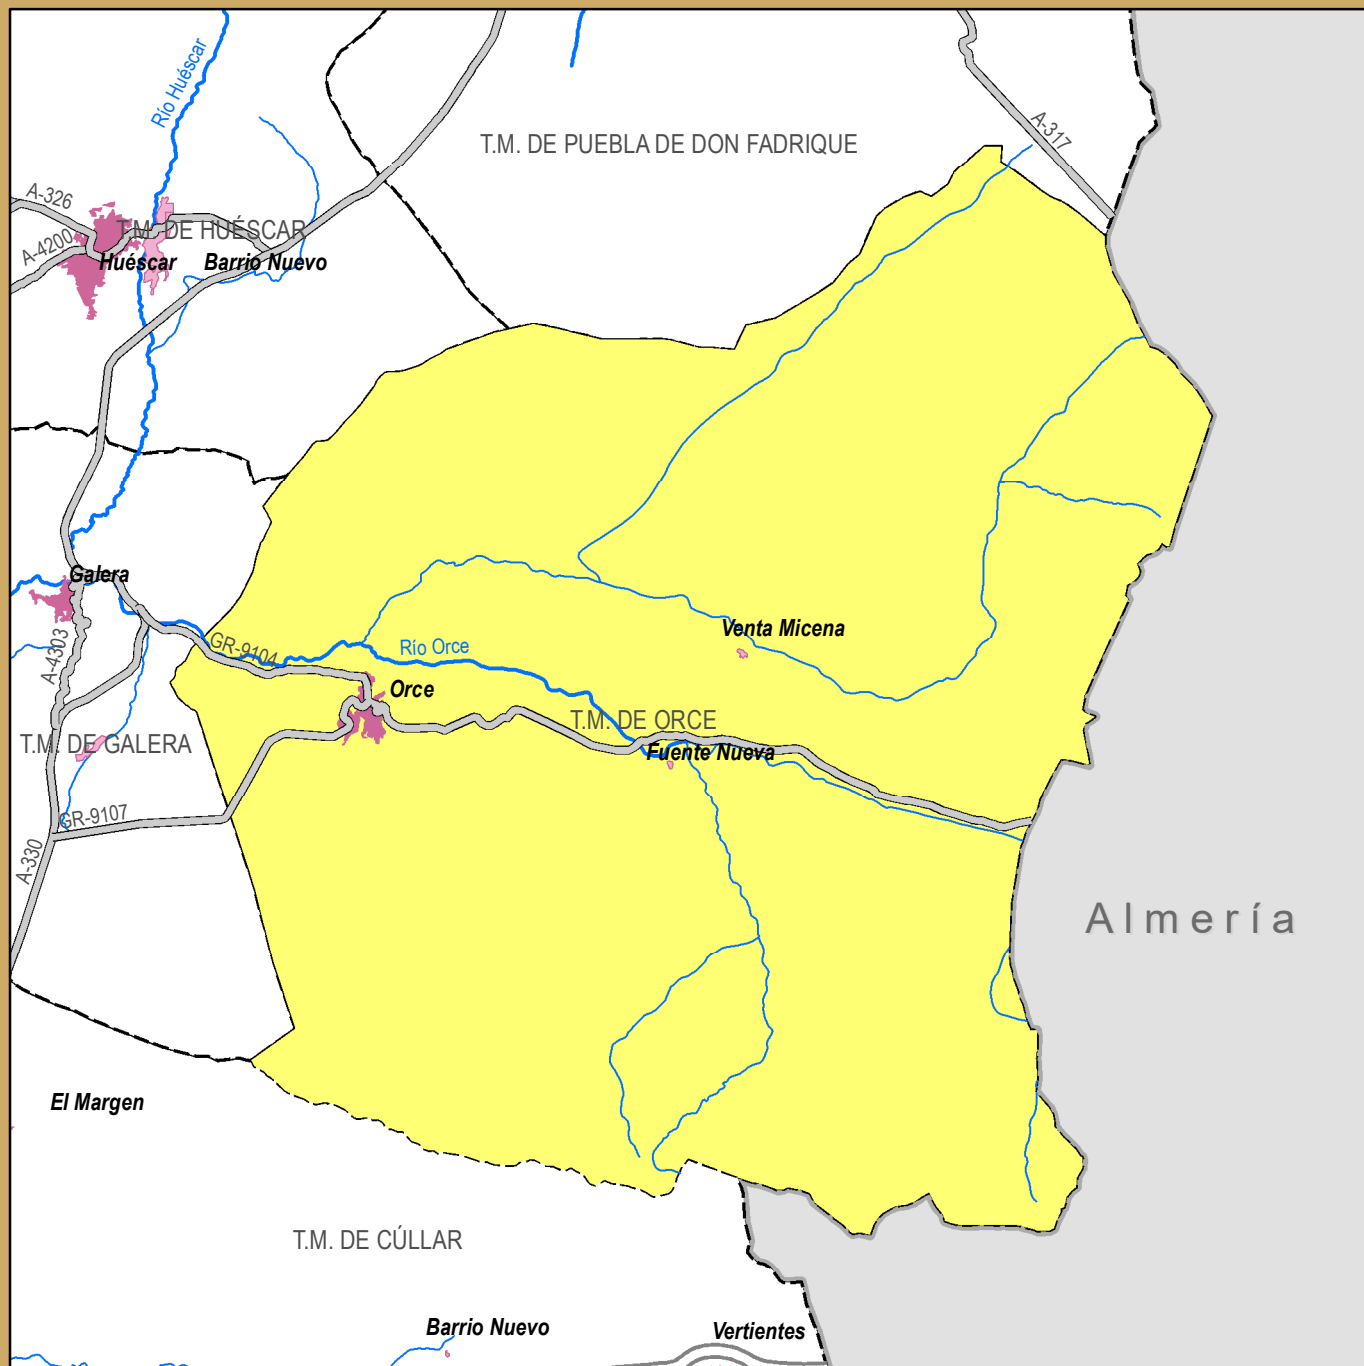 Río Huéscar
A-317
T.M. DE PUEBLA DE DON FADRIQUE
A-326
T.M. DE HUÉSCAR
A-4200
Huéscar
Barrio Nuevo
Galera
Venta Micena
A-4303
GR-9104
Río Orce
Orce
T.M. DE ORCE
T.M. DE GALERA
Fuente Nueva
GR-9107
A-330
Almería
El Margen
T.M. DE CÚLLAR
Barrio Nuevo
Vertientes